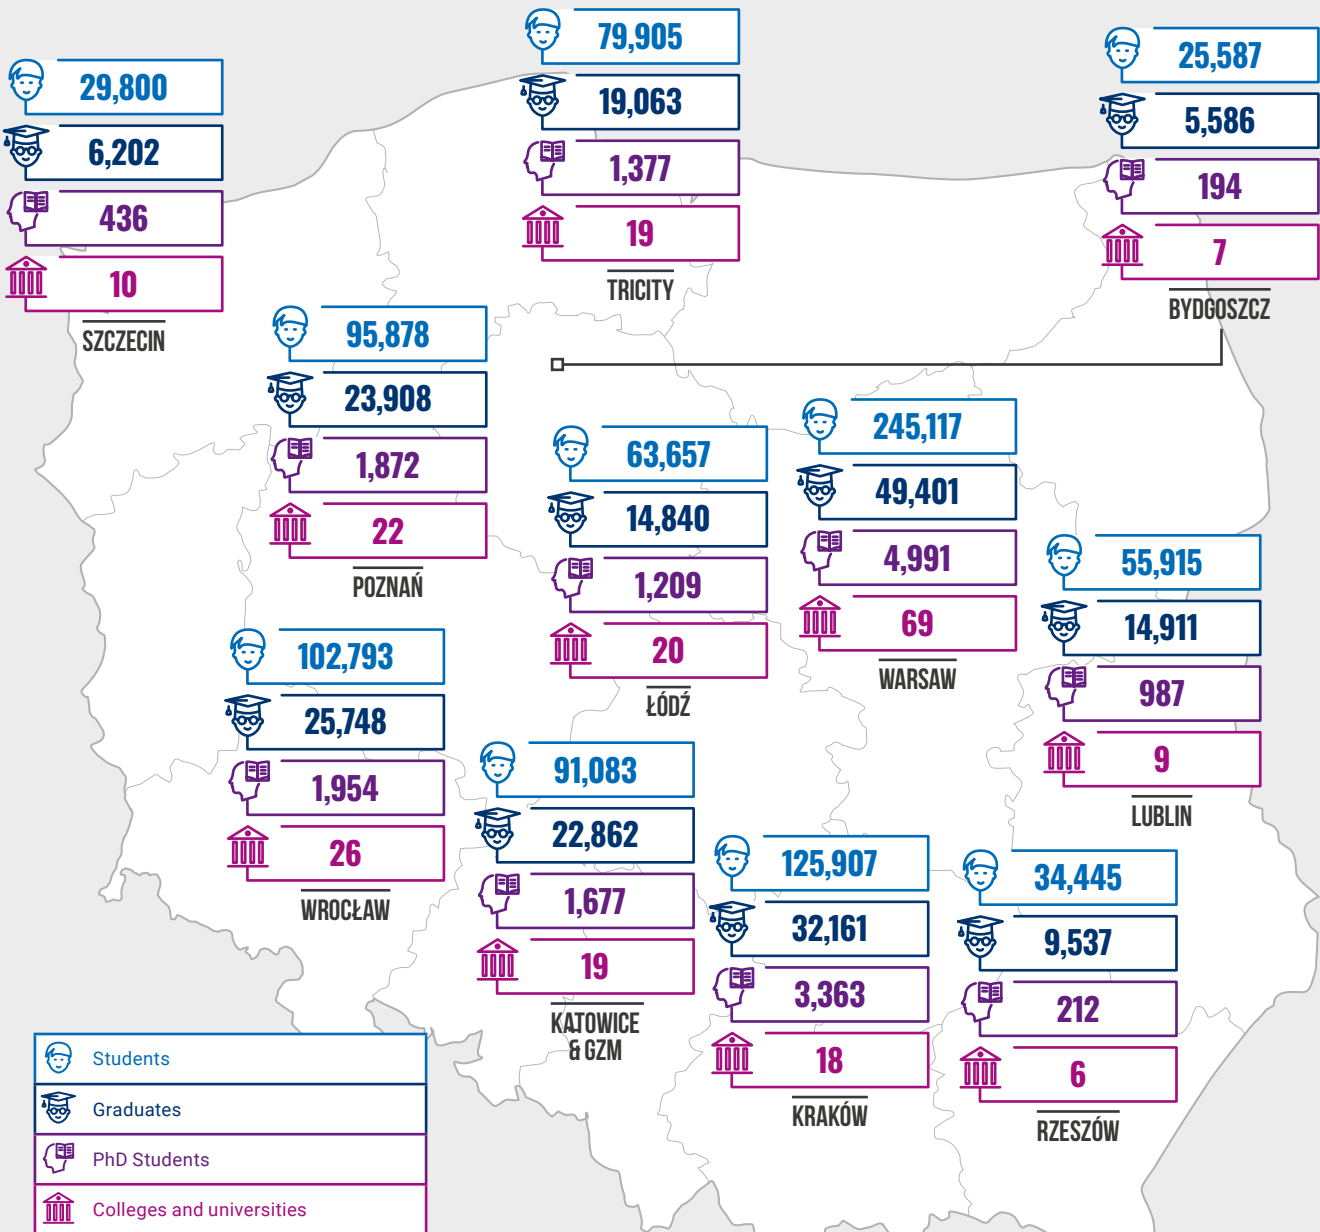 29,800
6,202
436
10
SZCZECIN
79,905
19,063
1,377
19
TRICITY
25,587
5,586
194
7
BYDGOSZCZ
95,878
23,908
1,872
22
POZNAŃ
63,657
14,840
1,209
20
ŁÓDŹ
245,117
49,401
4,991
69
WARSAW
55,915
14,911
987
9
LUBLIN
102,793
25,748
1,954
26
WROCŁAW
91,083
22,862
1,677
19
KATOWICE
& GZM
125,907
32,161
3,363
18
KRAKÓW
34,445
9,537
212
6
RZESZÓW
Students
Graduates
PhD Students
Colleges and universities